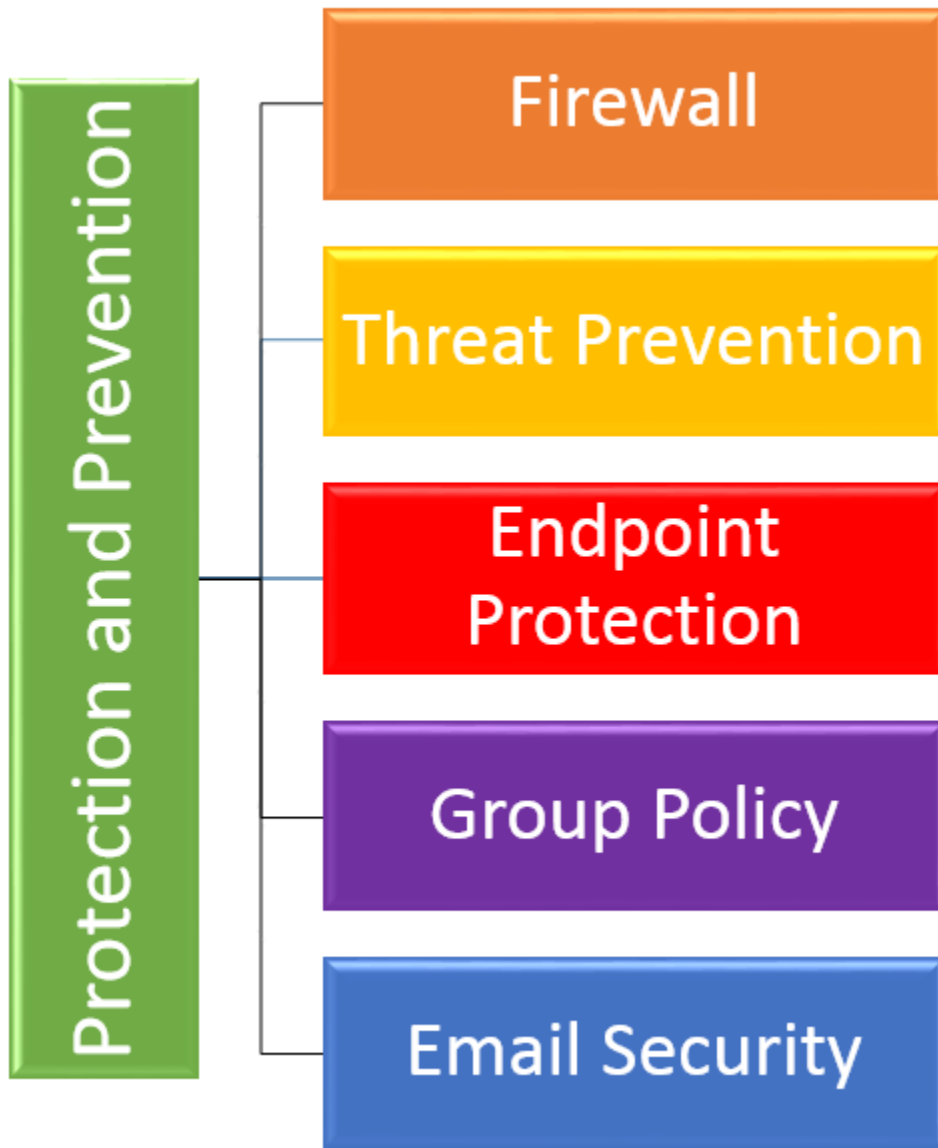 Protection and Prevention
Firewall
Threat Prevention
Endpoint
Protection
Group Policy
Email Security